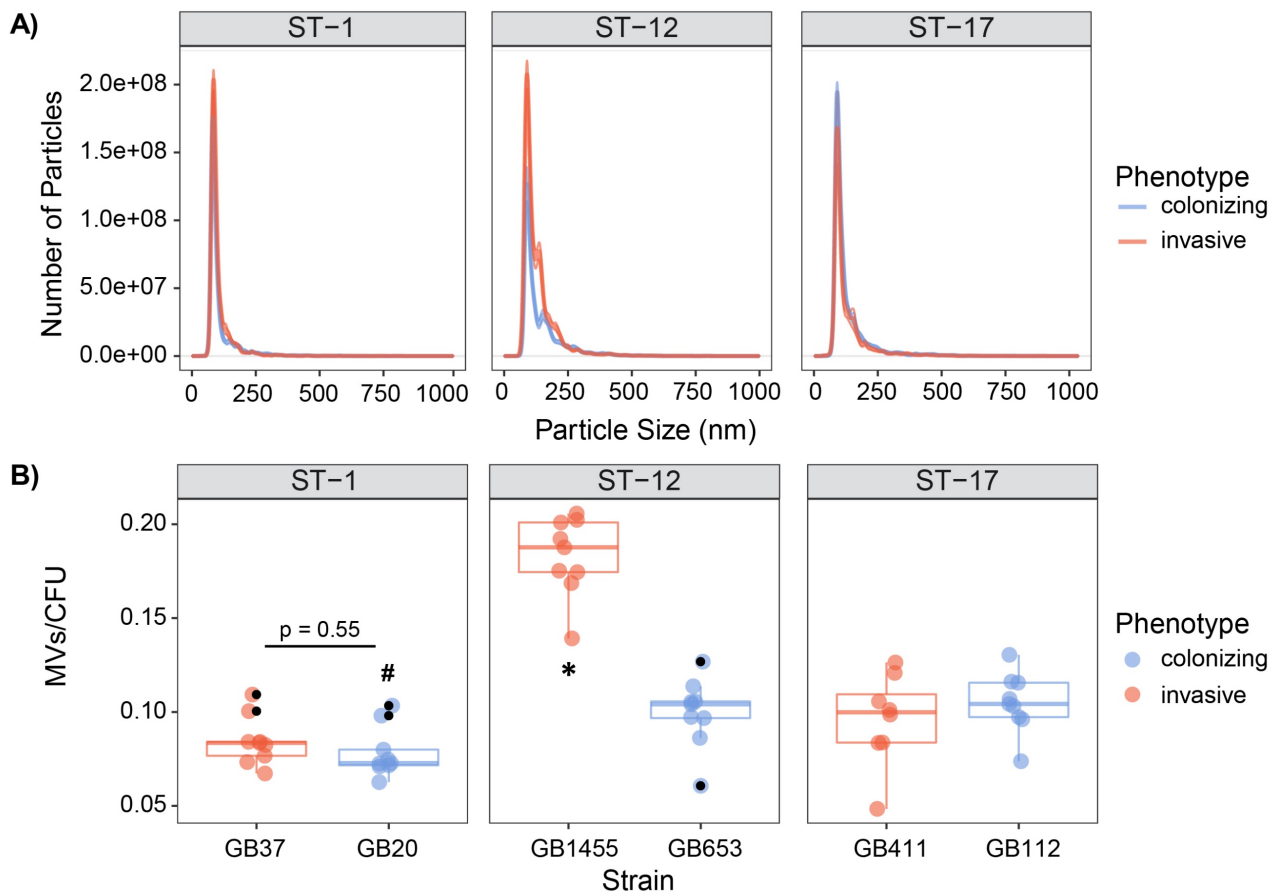 A)
ST−1 ST−12 ST−17
Number of Particles
2.0e+08
1.5e+08
1.0e+08
5.0e+07
0.0e+00
0 250 500 750 1000 0 250 500 750 1000 0 250 500 750 1000
Particle Size (nm)
Phenotype
colonizing
invasive
B)
ST−1 ST−12 ST−17
MVs/CFU
0.20
0.15
0.10
0.05
p = 0.55
#
*
GB37 GB20 GB1455 GB653 GB411 GB112
Strain
Phenotype
colonizing
invasive